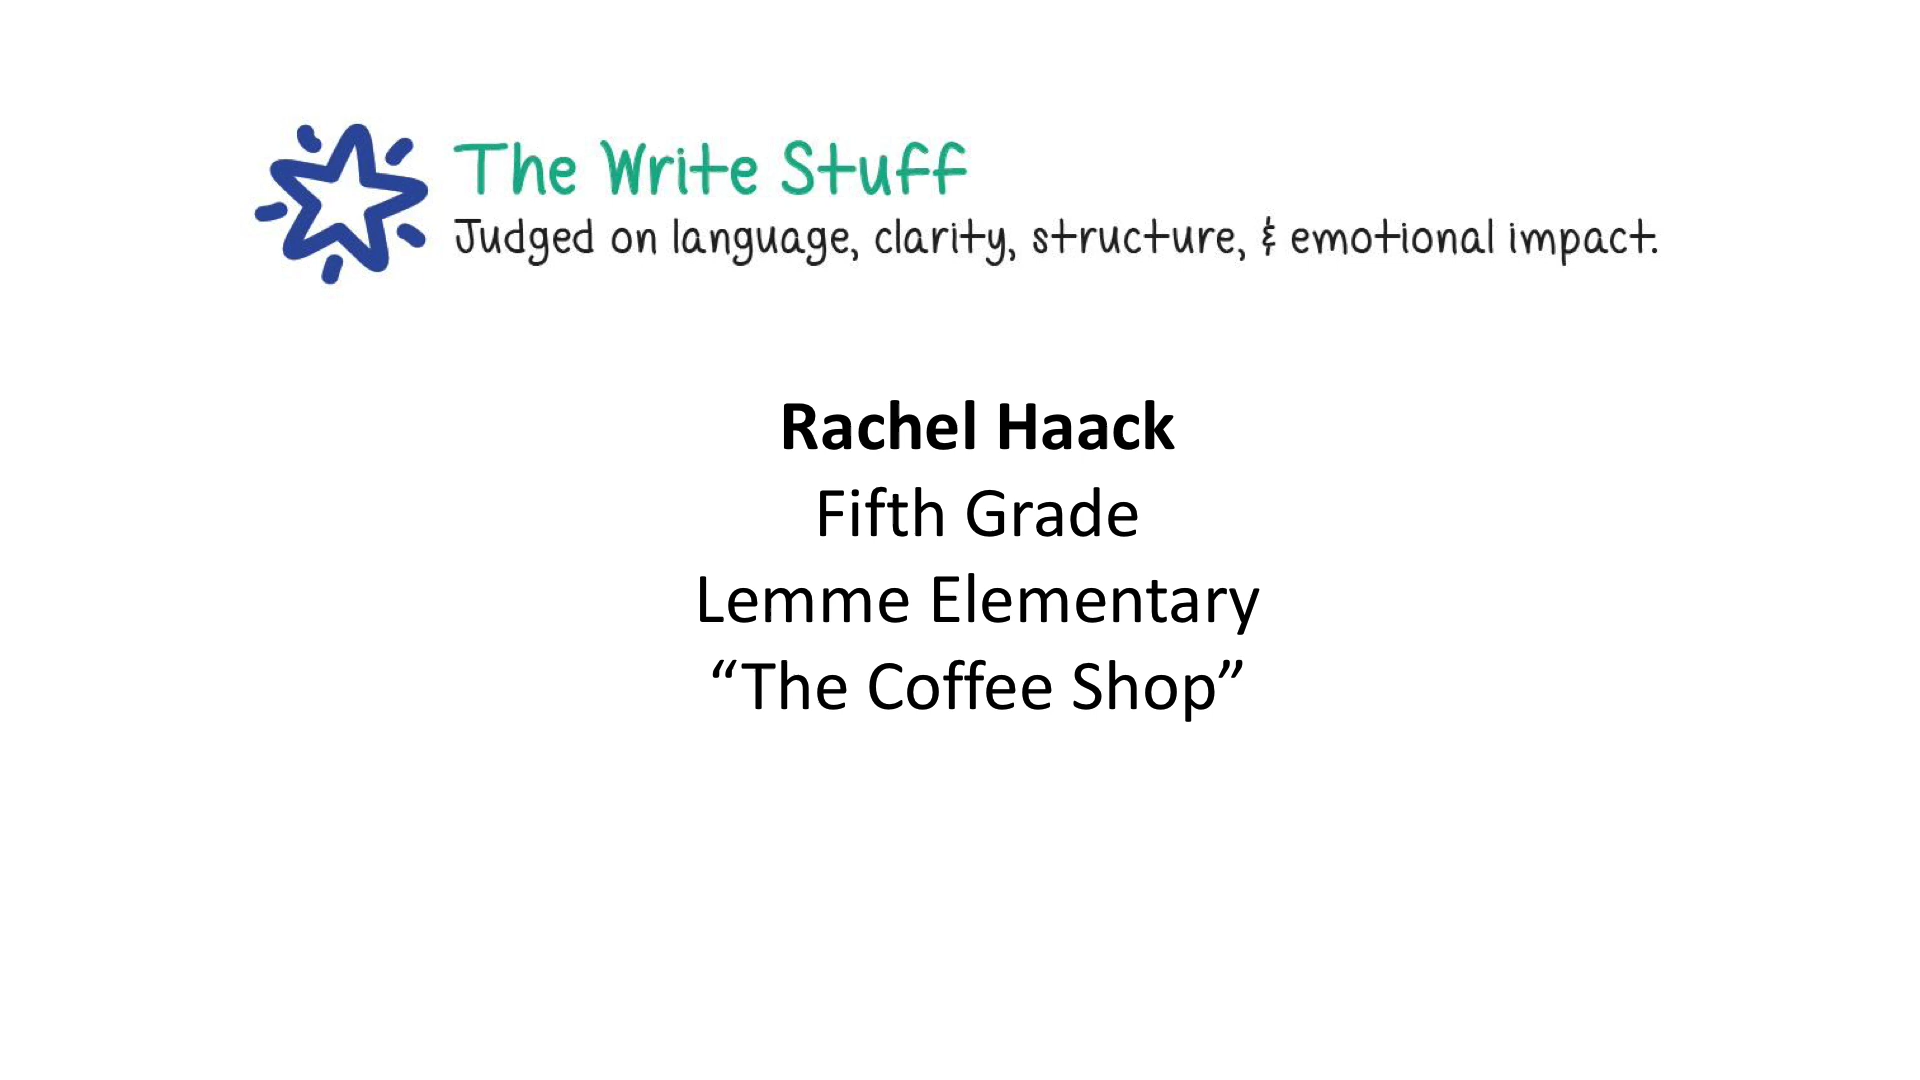 The Write Stuff
Judged on language, clarity, structure, & emotional impact.
Rachel Haack
Fifth Grade
Lemme Elementary
“The Coffee Shop”